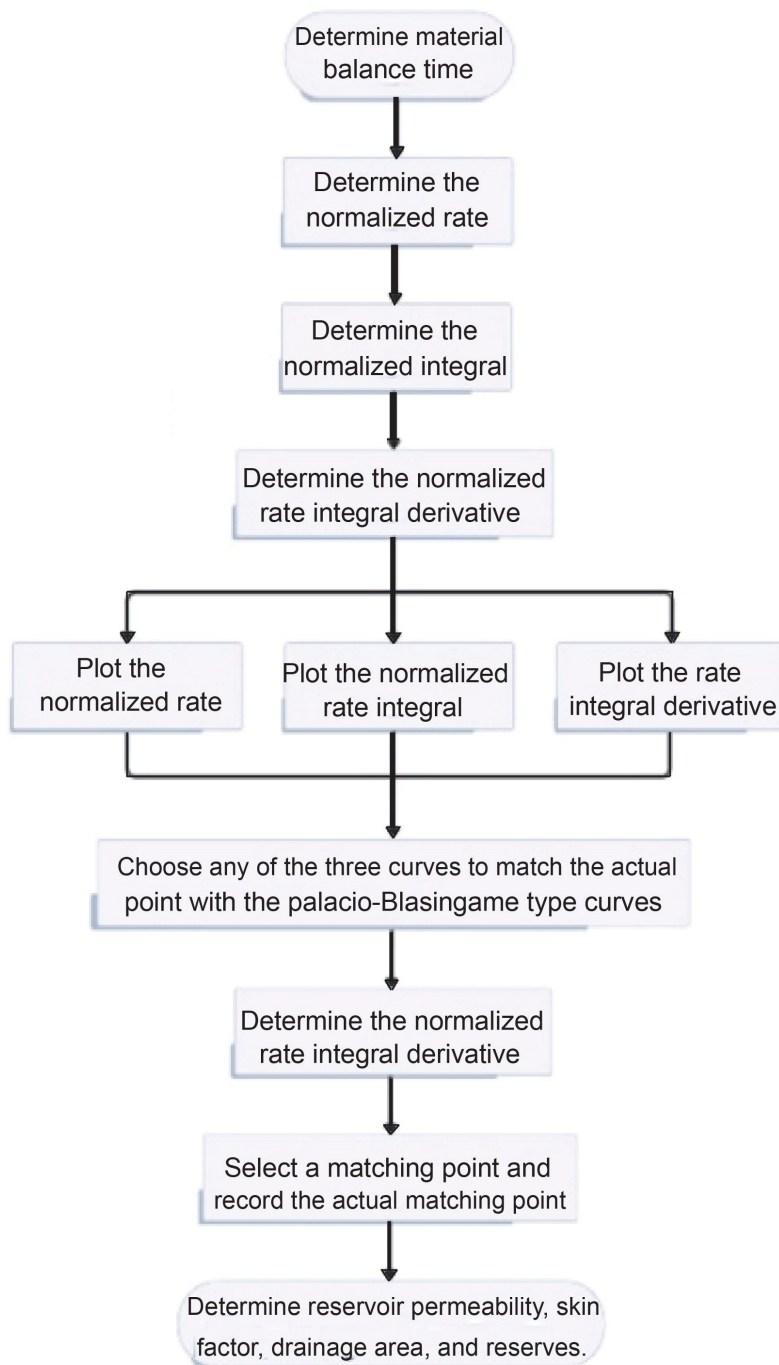 Determine material
balance time
Determine the
normalized rate
Determine the
normalized integral
Determine the normalized
rate integral derivative
Plot the
normalized rate
Plot the normalized
rate integral
Plot the rate
integral derivative
Choose any of the three curves to match the actual
point with the palacio-Blasingame type curves
Determine the normalized
rate integral derivative
Select a matching point and
record the actual matching point
Determine reservoir permeability, skin
factor, drainage area, and reserves.